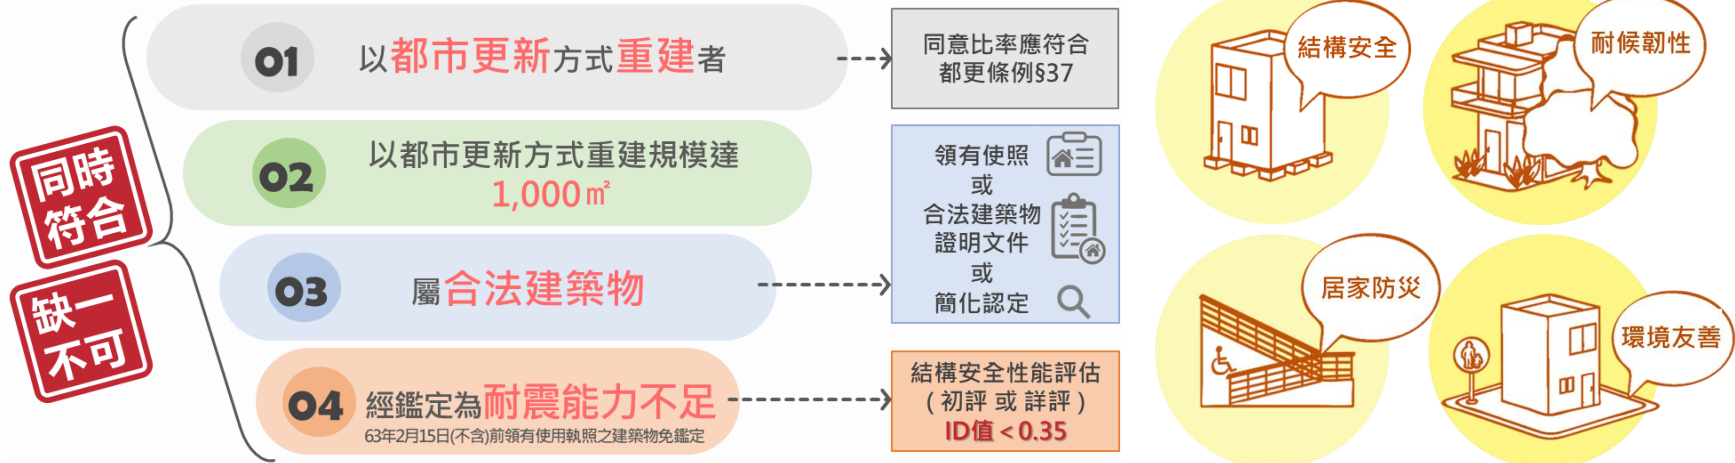 同時
符合
缺一
不可
01
以都市更新方式重建者
同意比率應符合
都更條例§37
02
以都市更新方式重建規模達
1,000㎡
03
屬合法建築物
領有使照
或
合法建築物
證明文件
或
簡化認定
04
經鑑定為耐震能力不足
63年2月15日(不含)前領有使用執照之建築物免鑑定
結構安全性能評估
( 初評 或 詳評 )
ID值＜0.35
結構安全
耐候韌性
居家防災
環境友善